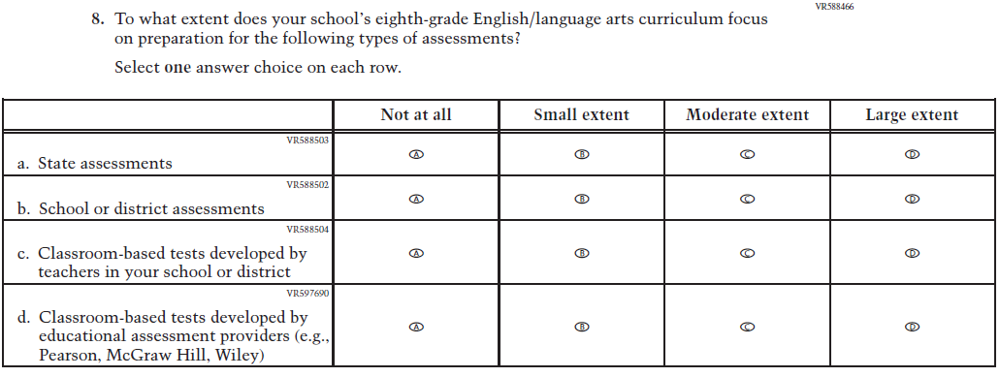 VR588466
8. To what extent does your school's eighth-grade English/language arts curriculum focus
on preparation for the following types of assessments?
Select one answer choice on each row.
Not at all Small extent Moderate extent Large extent
VR588503
a. State assessments A B C D
VR588502
b. School or district assessments A B C D
VR588504
c. Classroom-based tests developed by A B C D
teachers in your school or district
VR597690
d. Classroom-based tests developed by
educational assessment providers (e.g., A B C D
Pearson, McGraw Hill, Wiley)